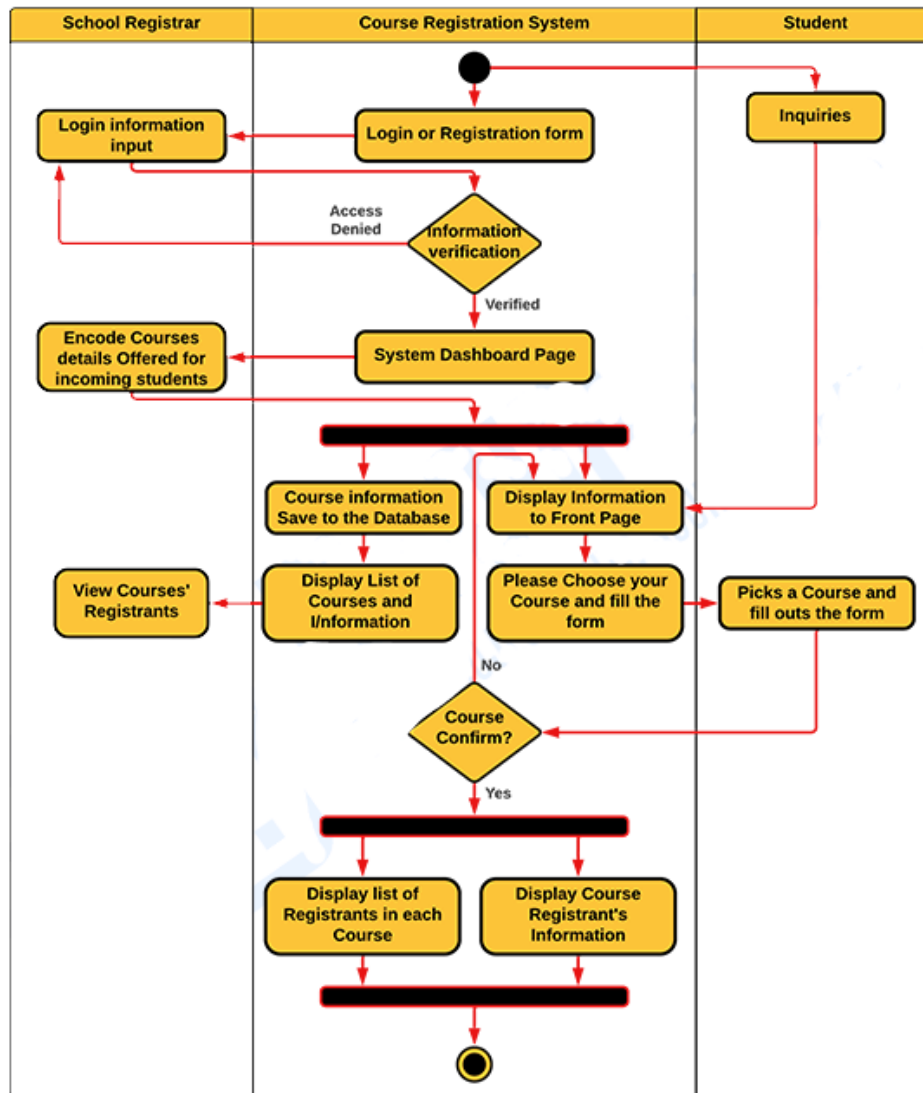 School Registrar
Course Registration System
Student
Inquiries
Login information
input
Login or Registration form
Access
Denied
Information
verification
Verified
Encode Courses
details Offered for
incoming students
System Dashboard Page
Course information
Save to the Database
Display Information
to Front Page
View Courses'
Registrants
Display List of
Courses and
I/nformation
Please Choose your
Course and fill the
form
Picks a Course and
fill outs the form
No
Course
Confirm?
Yes
Display list of
Registrants in each
Course
Display Course
Registrant's
Information